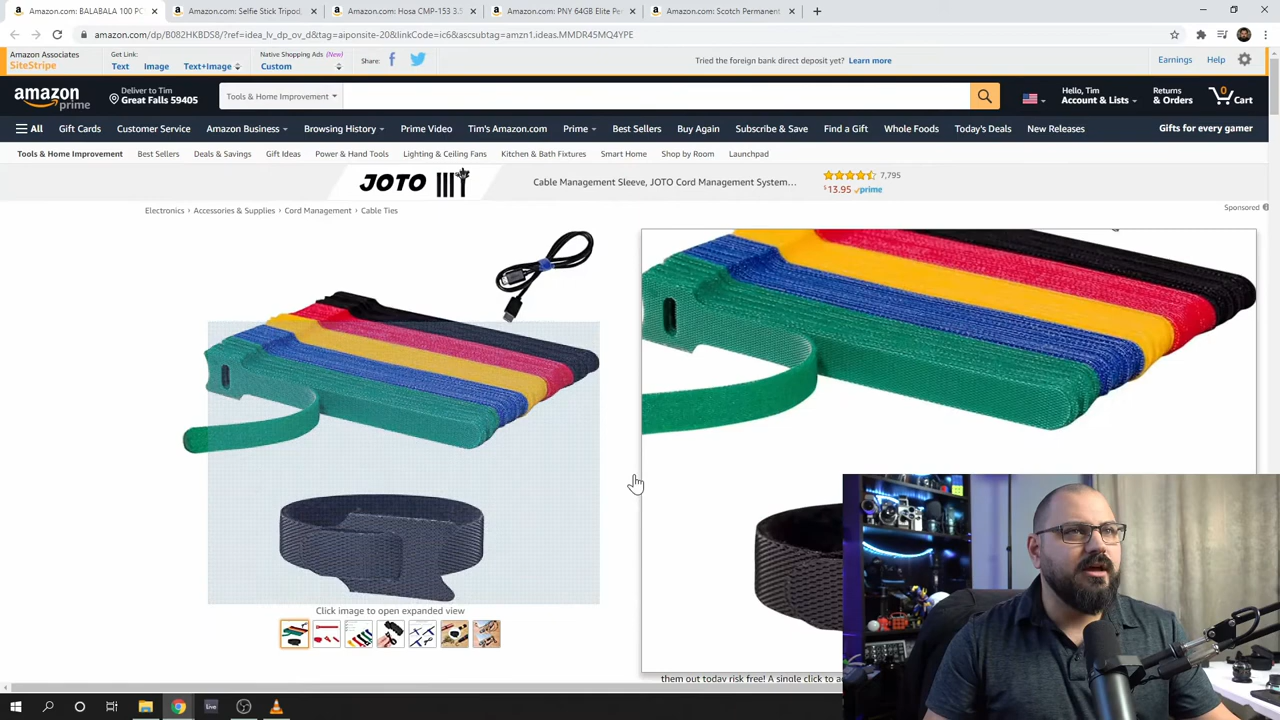 Amazon.com: BALABALA 100 PC
Amazon.com: Selfie Stick Tripod,
Amazon.com: Hosa CMP-153 3.5
Amazon.com: PNY 64GB Elite Pe
Amazon.com: Scotch Permanent
amazon.com/dp/B082HKBDS8/?ref=idea_lv_dp_ov_d&tag=aiponsite-20&linkCode=ic6&ascsubtag=amzn1.ideas.MMDR45MQ4YPE
Amazon Associates
SiteStripe
Get Link:
Text
Image
Text+Image
Native Shopping Ads (New)
Custom
Share:
Tried the foreign bank direct deposit yet? Learn more
Earnings
Help
amazon
prime
Deliver to Tim
Great Falls 59405
Tools & Home Improvement
Hello, Tim
Account & Lists
Returns
& Orders
0
Cart
All
Gift Cards
Customer Service
Amazon Business
Browsing History
Prime Video
Tim's Amazon.com
Prime
Best Sellers
Buy Again
Subscribe & Save
Find a Gift
Whole Foods
Today's Deals
New Releases
Gifts for every gamer
Tools & Home Improvement
Best Sellers
Deals & Savings
Gift Ideas
Power & Hand Tools
Lighting & Ceiling Fans
Kitchen & Bath Fixtures
Smart Home
Shop by Room
Launchpad
JOTO
Cable Management Sleeve, JOTO Cord Management System...
7,795
$13.95 prime
Electronics › Accessories & Supplies › Cord Management › Cable Ties
Sponsored
Click image to open expanded view
them out today risk free! A single click to a
Live